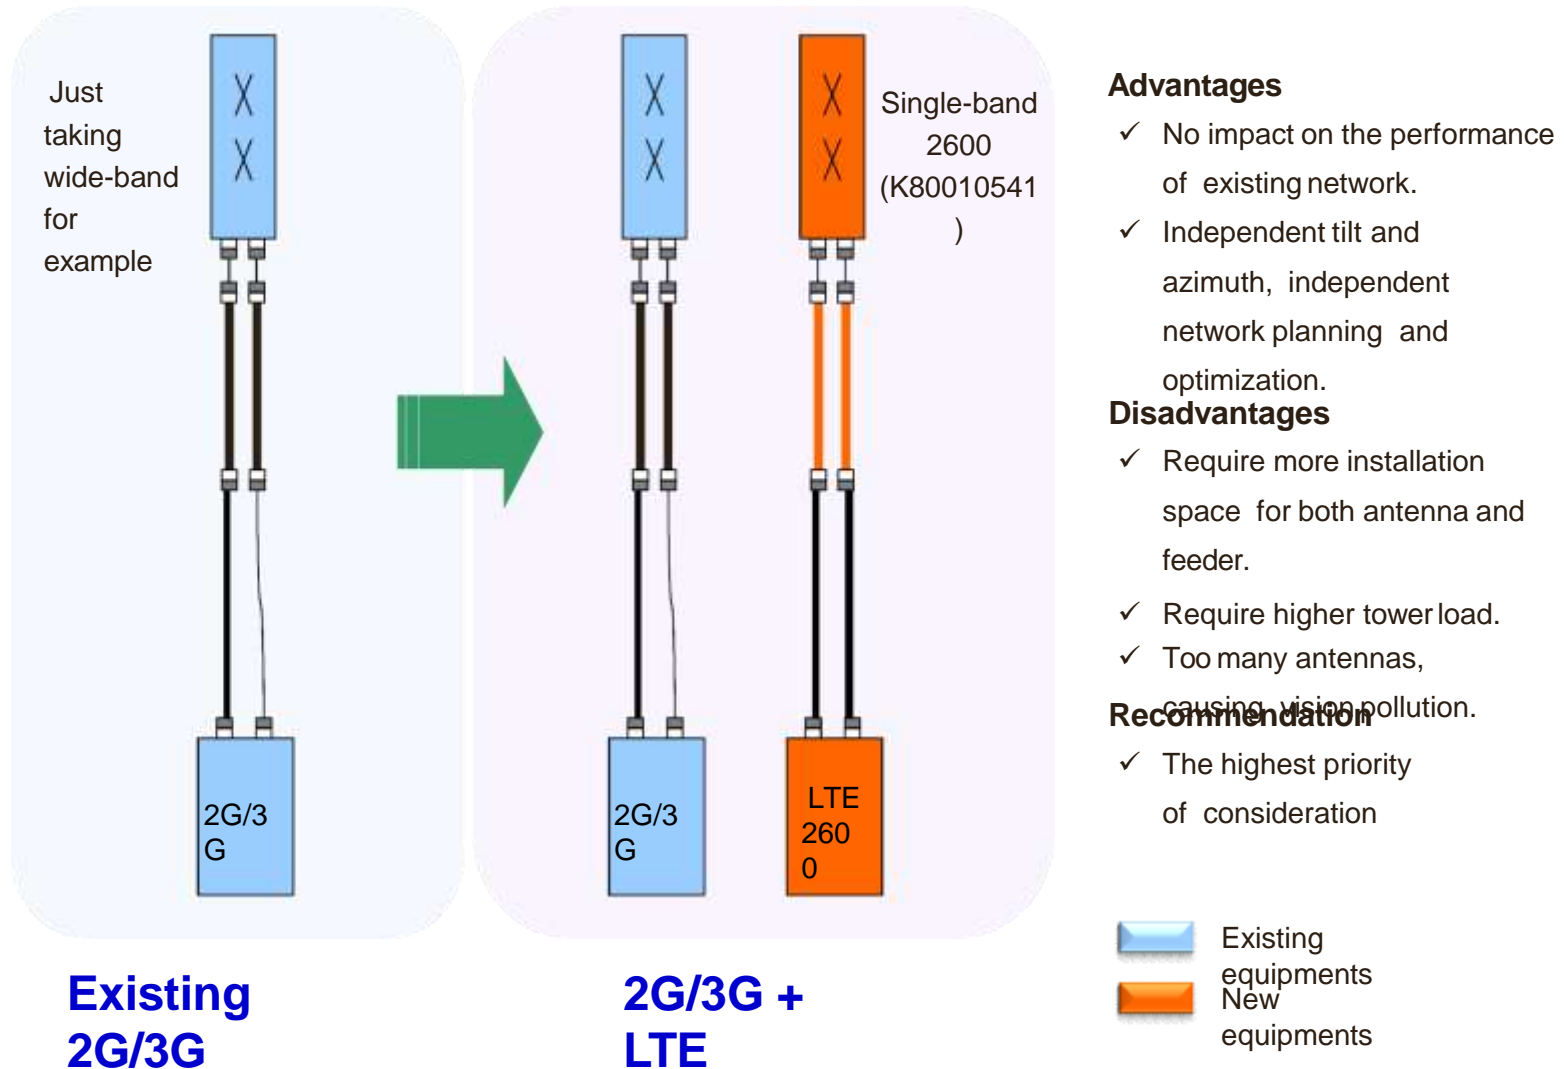 Just
taking
wide-band
for
example
2G/3
G
Existing
2G/3G
Single-band
2600
(K80010541
)
2G/3
G
LTE
260
0
2G/3G +
LTE
Advantages
✓ No impact on the performance
of existing network.
✓ Independent tilt and
azimuth, independent
network planning and
optimization.
Disadvantages
✓ Require more installation
space for both antenna and
feeder.
✓ Require higher tower load.
✓ Too many antennas,
causing vision pollution.
Recommendation
✓ The highest priority
of consideration
Existing
equipments
New
equipments